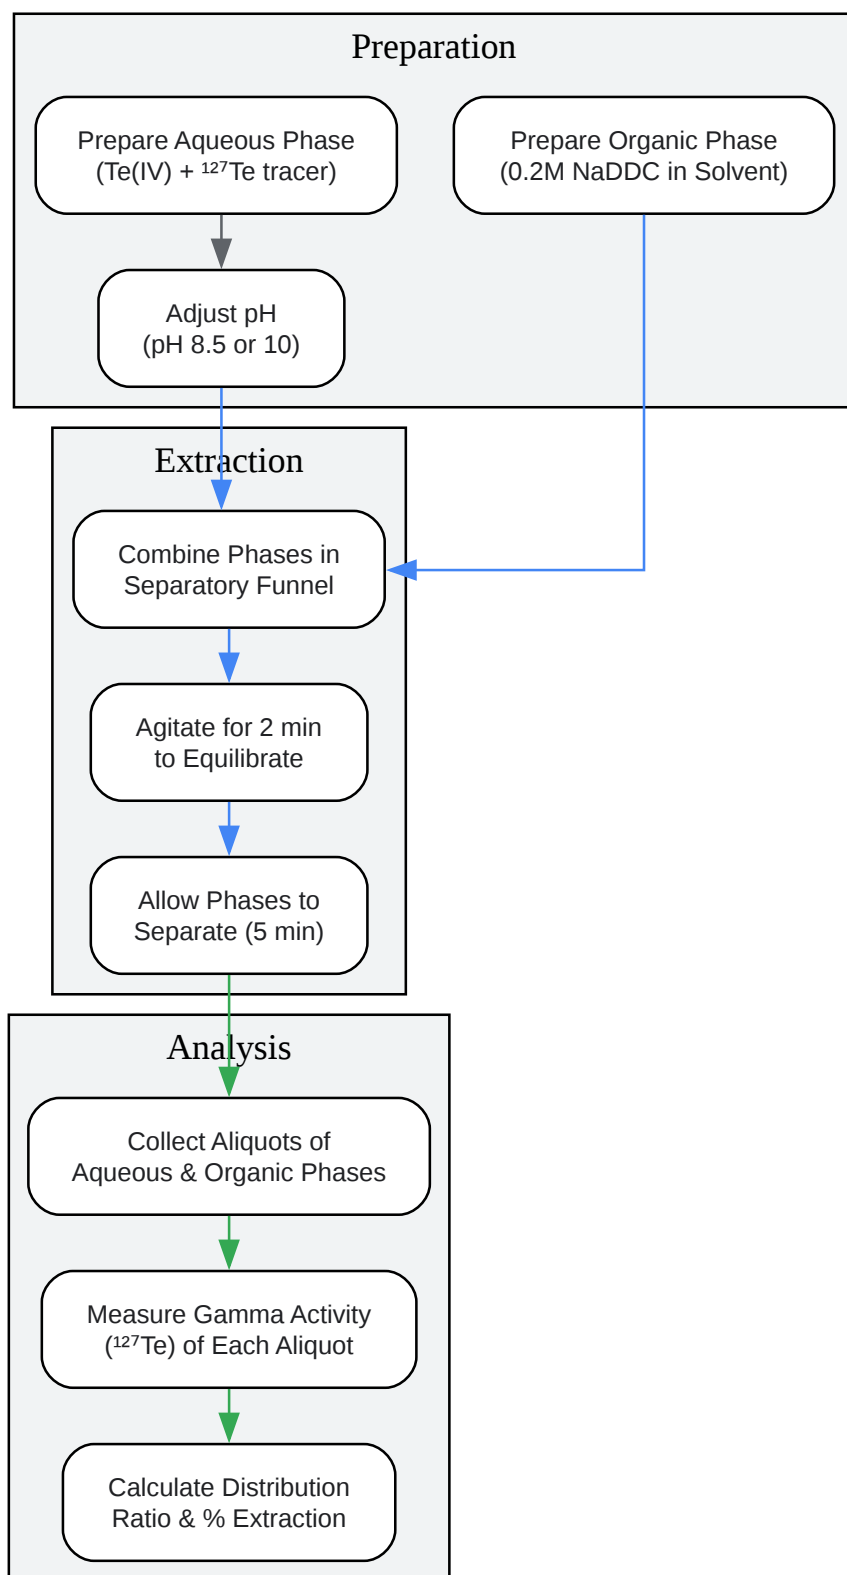 Preparation
Prepare Aqueous Phase
(Te(IV) + ¹²⁷Te tracer)
Prepare Organic Phase
(0.2M NaDDC in Solvent)
Adjust pH
(pH 8.5 or 10)
Extraction
Combine Phases in
Separatory Funnel
Agitate for 2 min
to Equilibrate
Allow Phases to
Separate (5 min)
Analysis
Collect Aliquots of
Aqueous & Organic Phases
Measure Gamma Activity
(¹²⁷Te) of Each Aliquot
Calculate Distribution
Ratio & % Extraction